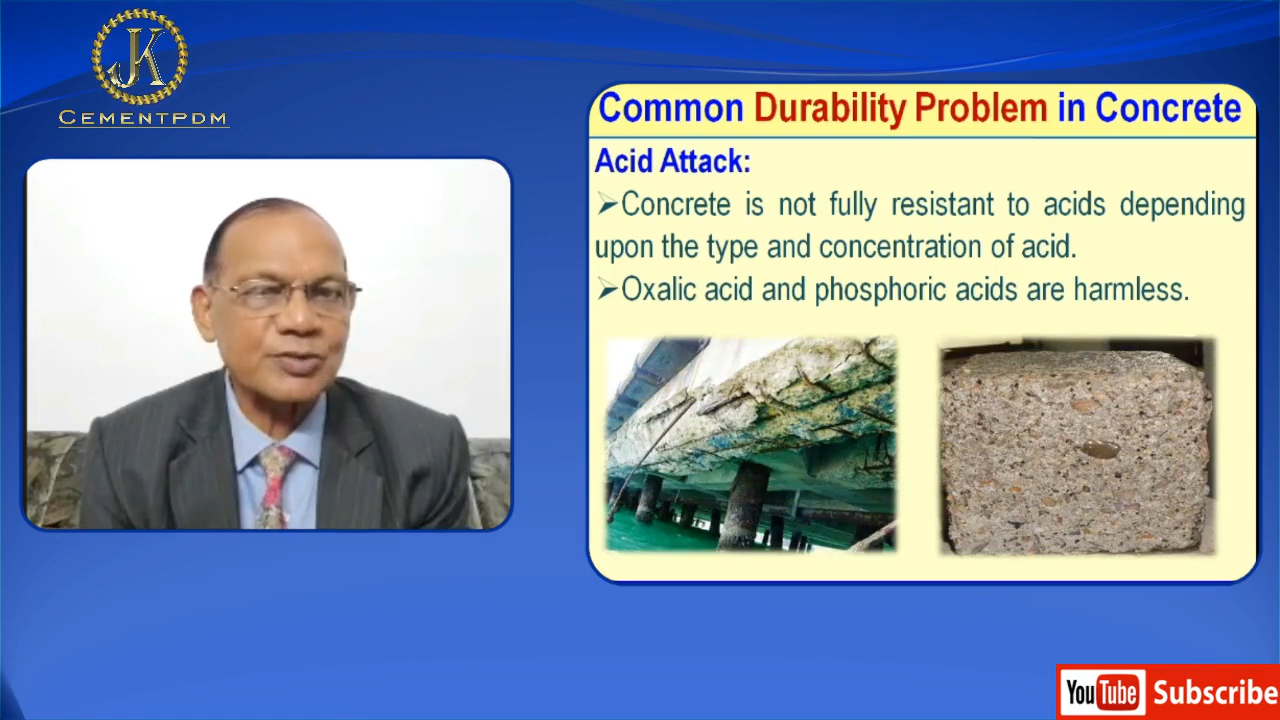 JK
CEMENTPDM
Common Durability Problem in Concrete
Acid Attack:
➢Concrete is not fully resistant to acids depending
upon the type and concentration of acid.
➢Oxalic acid and phosphoric acids are harmless.
YouTube Subscribe